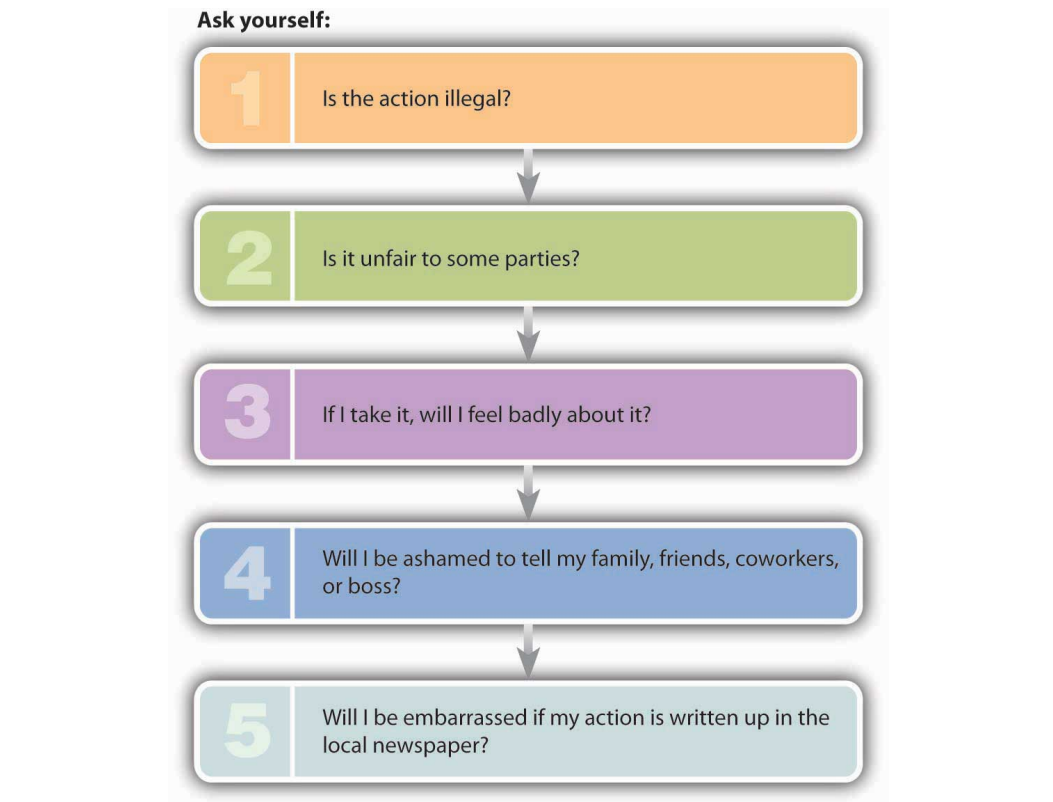 Ask yourself:
1
Is the action illegal?
2
Is it unfair to some parties?
3
If I take it, will I feel badly about it?
4
Will I be ashamed to tell my family, friends, coworkers,
or boss?
5
Will I be embarrassed if my action is written up in the
local newspaper?